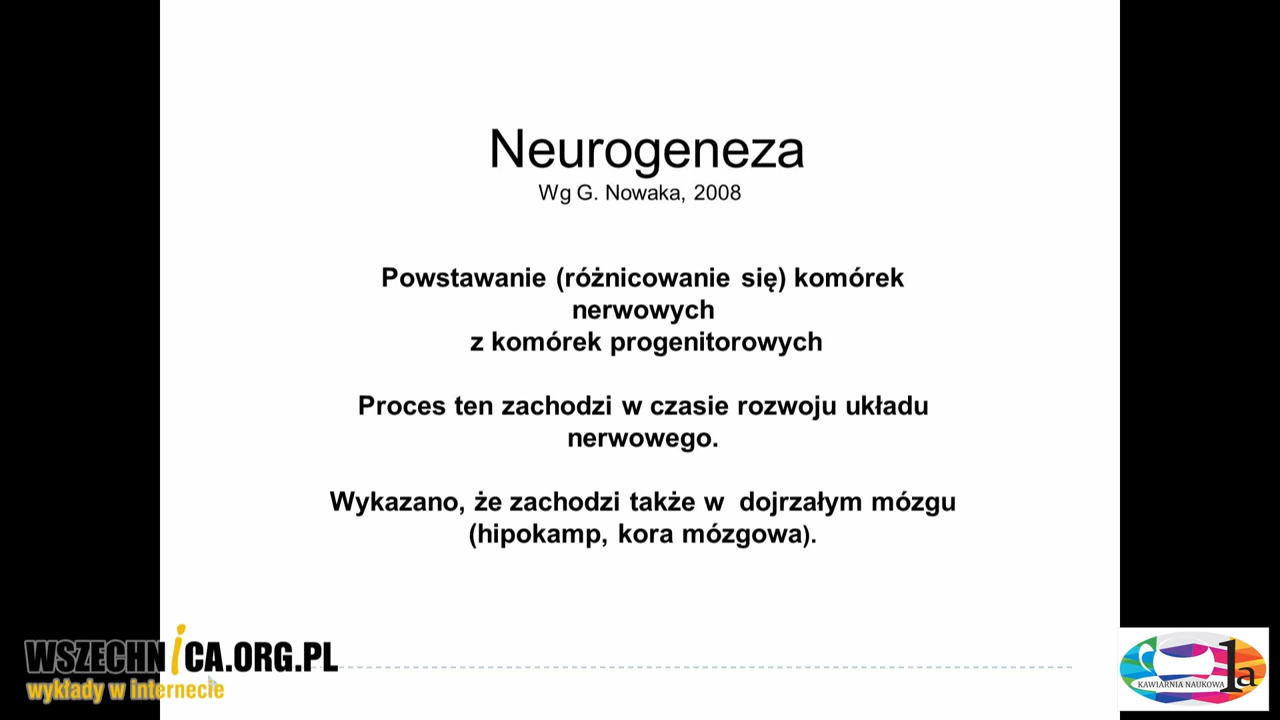 Neurogeneza
Wg G. Nowaka, 2008
Powstawanie (różnicowanie się) komórek
nerwowych
z komórek progenitorowych
Proces ten zachodzi w czasie rozwoju układu
nerwowego.
Wykazano, że zachodzi także w dojrzałym mózgu
(hipokamp, kora mózgowa).
WSZECHNiCA.ORG.PL
wykłady w internecie
KAWIARNIA NAUKOWA 1a